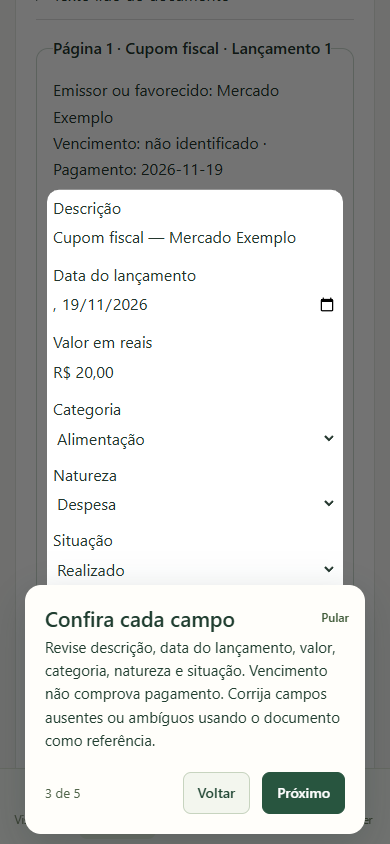 Página 1 · Cupom fiscal · Lançamento 1
Emissor ou favorecido: Mercado
Exemplo
Vencimento: não identificado ·
Pagamento: 2026-11-19
Descrição
Cupom fiscal — Mercado Exemplo
Data do lançamento
, 19/11/2026
Valor em reais
R$ 20,00
Categoria
Alimentação
Natureza
Despesa
Situação
Realizado
Confira cada campo
Pular
Revise descrição, data do lançamento, valor,
categoria, natureza e situação. Vencimento
não comprova pagamento. Corrija campos
ausentes ou ambíguos usando o documento
como referência.
3 de 5
Voltar
Próximo